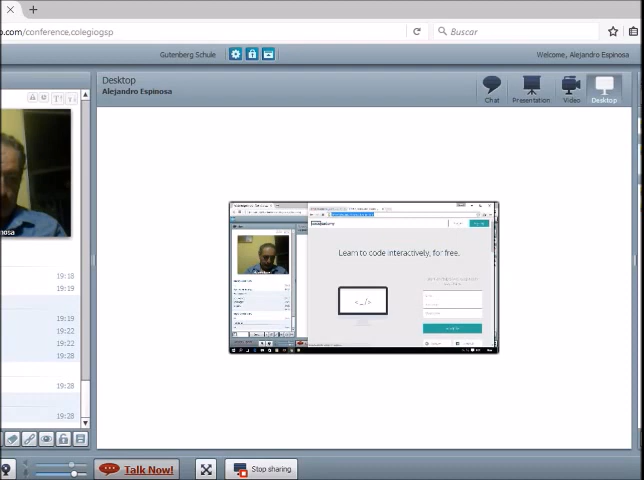 o.com/conference.colegiogsp
Buscar
Gutenberg Schule
Welcome, Alejandro Espinosa
Desktop
Alejandro Espinosa
Chat
Presentation
Video
Desktop
nosa
19:18
19:19
19:19
19:22
19:22
19:28
19:28
19:28
Learn to code interactively, for free.
Talk Now!
Stop sharing